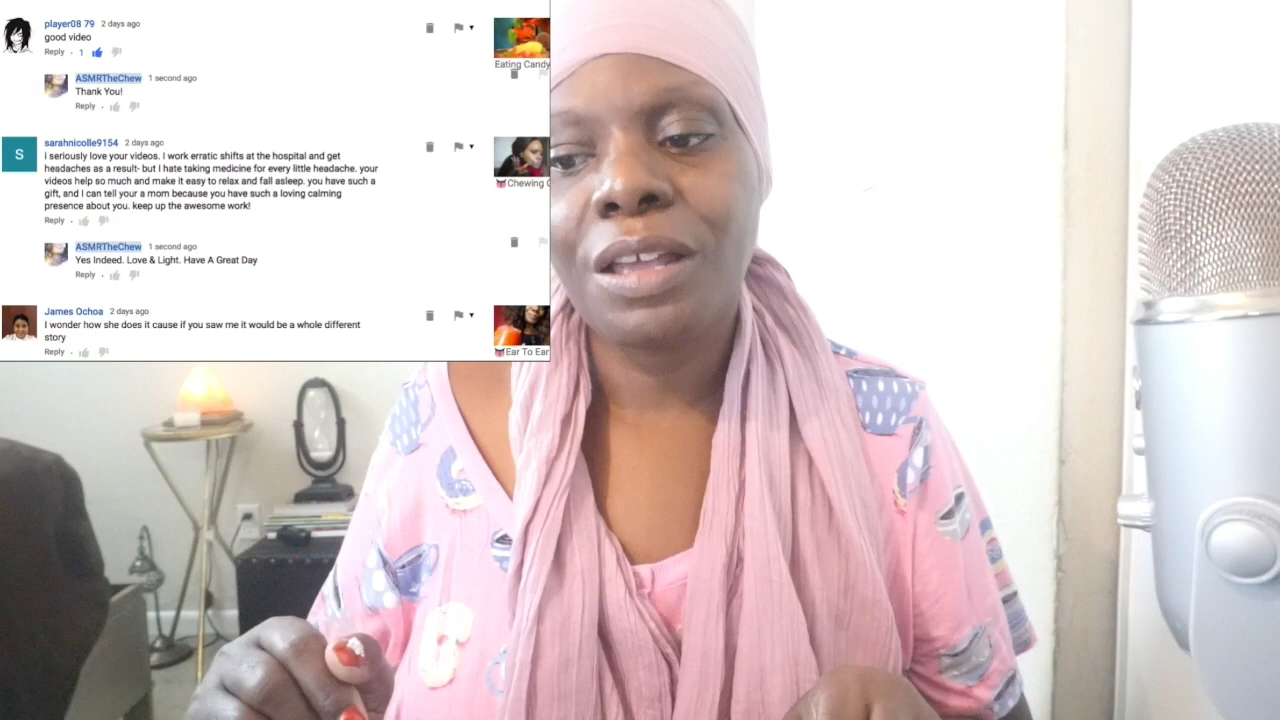 player08 79 2 days ago
good video
Reply · 1
Eating Candy
ASMRTheChew 1 second ago
Thank You!
Reply ·
S
sarahnicolle9154 2 days ago
i seriously love your videos. I work erratic shifts at the hospital and get
headaches as a result- but I hate taking medicine for every little headache. your
videos help so much and make it easy to relax and fall asleep. you have such a
gift, and I can tell your a mom because you have such a loving calming
presence about you. keep up the awesome work!
Chewing
Reply ·
ASMRTheChew 1 second ago
Yes Indeed. Love & Light. Have A Great Day
Reply ·
James Ochoa 2 days ago
I wonder how she does it cause if you saw me it would be a whole different
story
Reply ·
Ear To Ear